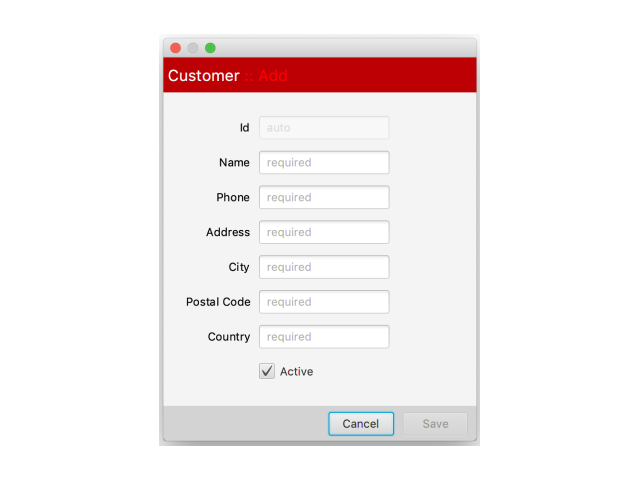 Customer :: Add
Id auto
Name required
Phone required
Address required
City required
Postal Code required
Country required
Active
Cancel Save